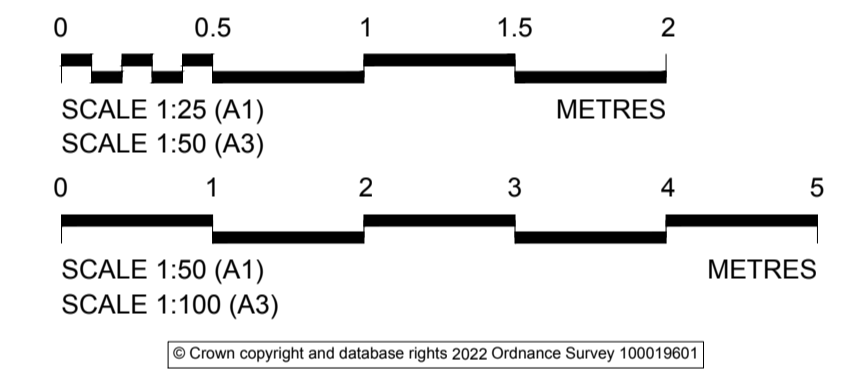 0 0.5 1 1.5 2
SCALE 1:25 (A1) METRES
SCALE 1:50 (A3)
0 1 2 3 4 5
SCALE 1:50 (A1) METRES
SCALE 1:100 (A3)
© Crown copyright and database rights 2022 Ordnance Survey 100019601